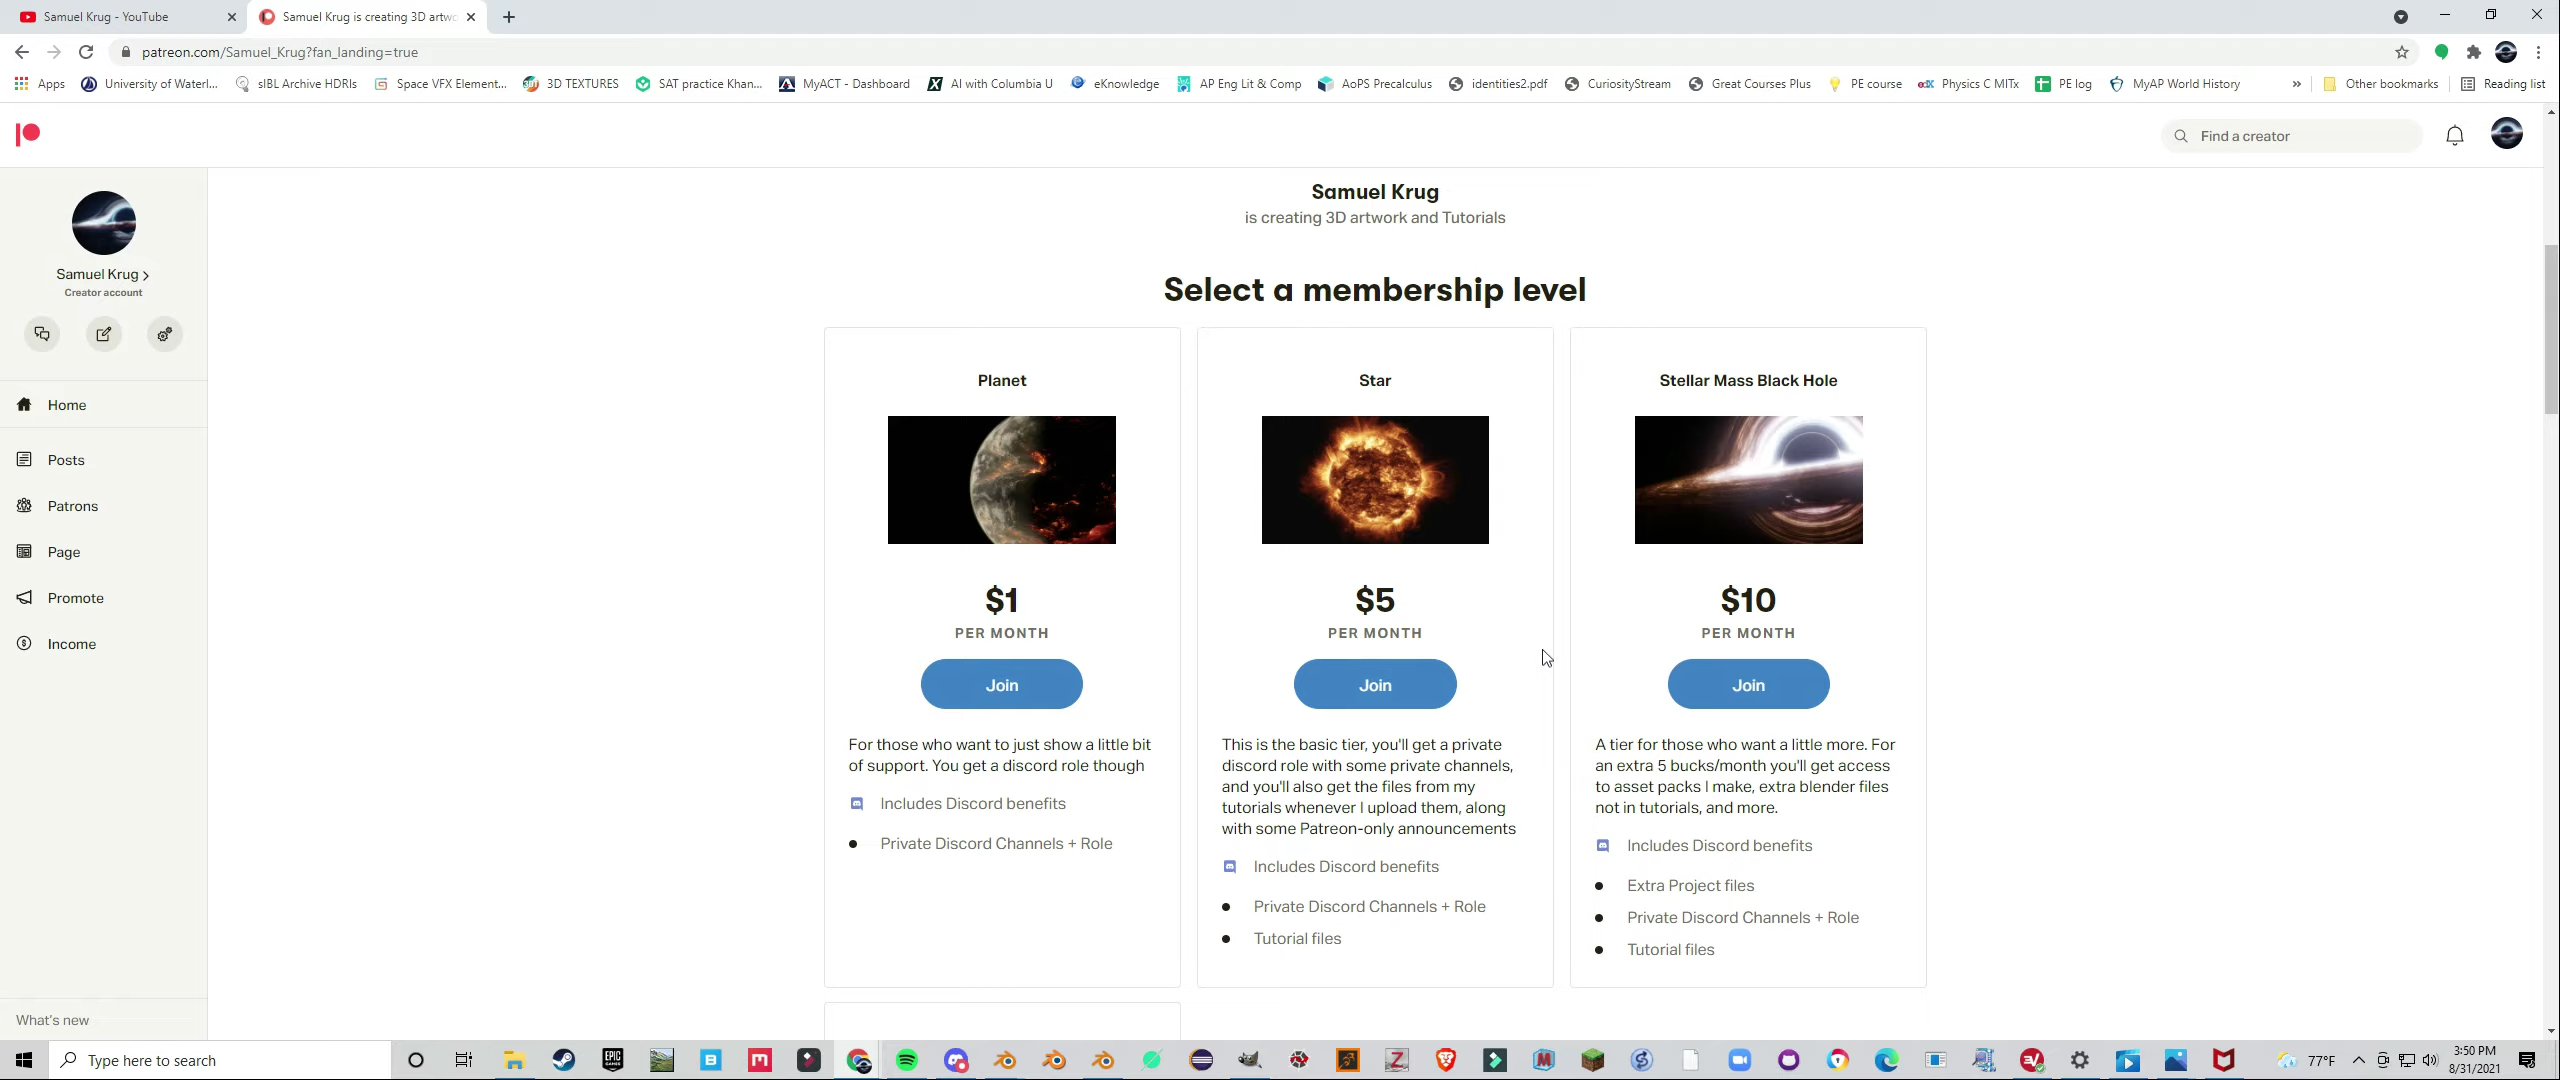 Samuel Krug - YouTube
Samuel Krug is creating 3D artwo
patreon.com/Samuel_Krug?fan_landing=true
Apps
University of Waterl...
sIBL Archive HDRIs
Space VFX Element...
3D TEXTURES
SAT practice Khan...
MyACT - Dashboard
AI with Columbia U
eKnowledge
AP Eng Lit & Comp
AoPS Precalculus
identities2.pdf
CuriosityStream
Great Courses Plus
PE course
Physics C MITx
PE log
MyAP World History
»
Other bookmarks
Reading list
Find a creator
Samuel Krug
Creator account
Home
Posts
Patrons
Page
Promote
Income
What's new
Samuel Krug
is creating 3D artwork and Tutorials
Select a membership level
Planet
$1
PER MONTH
Join
For those who want to just show a little bit
of support. You get a discord role though
Includes Discord benefits
Private Discord Channels + Role
Star
$5
PER MONTH
Join
This is the basic tier, you'll get a private
discord role with some private channels,
and you'll also get the files from my
tutorials whenever I upload them, along
with some Patreon-only announcements
Includes Discord benefits
Private Discord Channels + Role
Tutorial files
Stellar Mass Black Hole
$10
PER MONTH
Join
A tier for those who want a little more. For
an extra 5 bucks/month you'll get access
to asset packs I make, extra blender files
not in tutorials, and more.
Includes Discord benefits
Extra Project files
Private Discord Channels + Role
Tutorial files
Type here to search
77°F
3:50 PM
8/31/2021